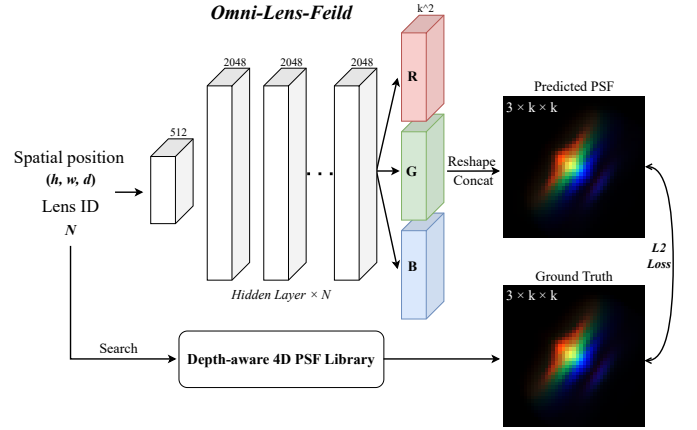 Omni-Lens-Feild
k^2
2048
2048
2048
512
R
G
B
Spatial position
(h, w, d)
Lens ID
N
. . .
Hidden Layer × N
Reshape
Concat
Predicted PSF
3 × k × k
L2
Loss
Ground Truth
3 × k × k
Search
Depth-aware 4D PSF Library